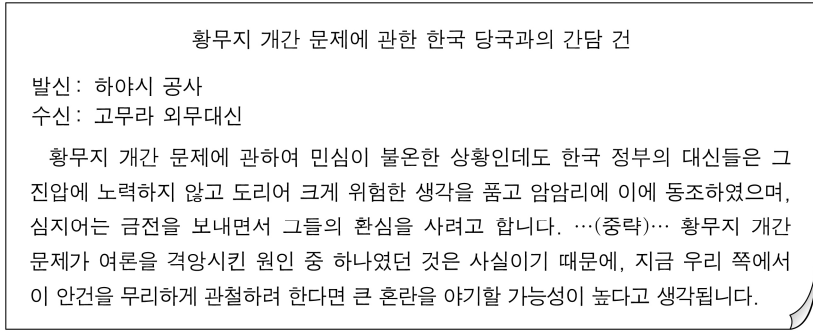 황무지 개간 문제에 관한 한국 당국과의 간담 건
발신: 하야시 공사
수신: 고무라 외무대신
황무지 개간 문제에 관하여 민심이 불온한 상황인데도 한국 정부의 대신들은 그
진압에 노력하지 않고 도리어 크게 위험한 생각을 품고 암암리에 이에 동조하였으며,
심지어는 금전을 보내면서 그들의 환심을 사려고 합니다. …(중략)… 황무지 개간
문제가 여론을 격앙시킨 원인 중 하나였던 것은 사실이기 때문에, 지금 우리 쪽에서
이 안건을 무리하게 관철하려 한다면 큰 혼란을 야기할 가능성이 높다고 생각됩니다.